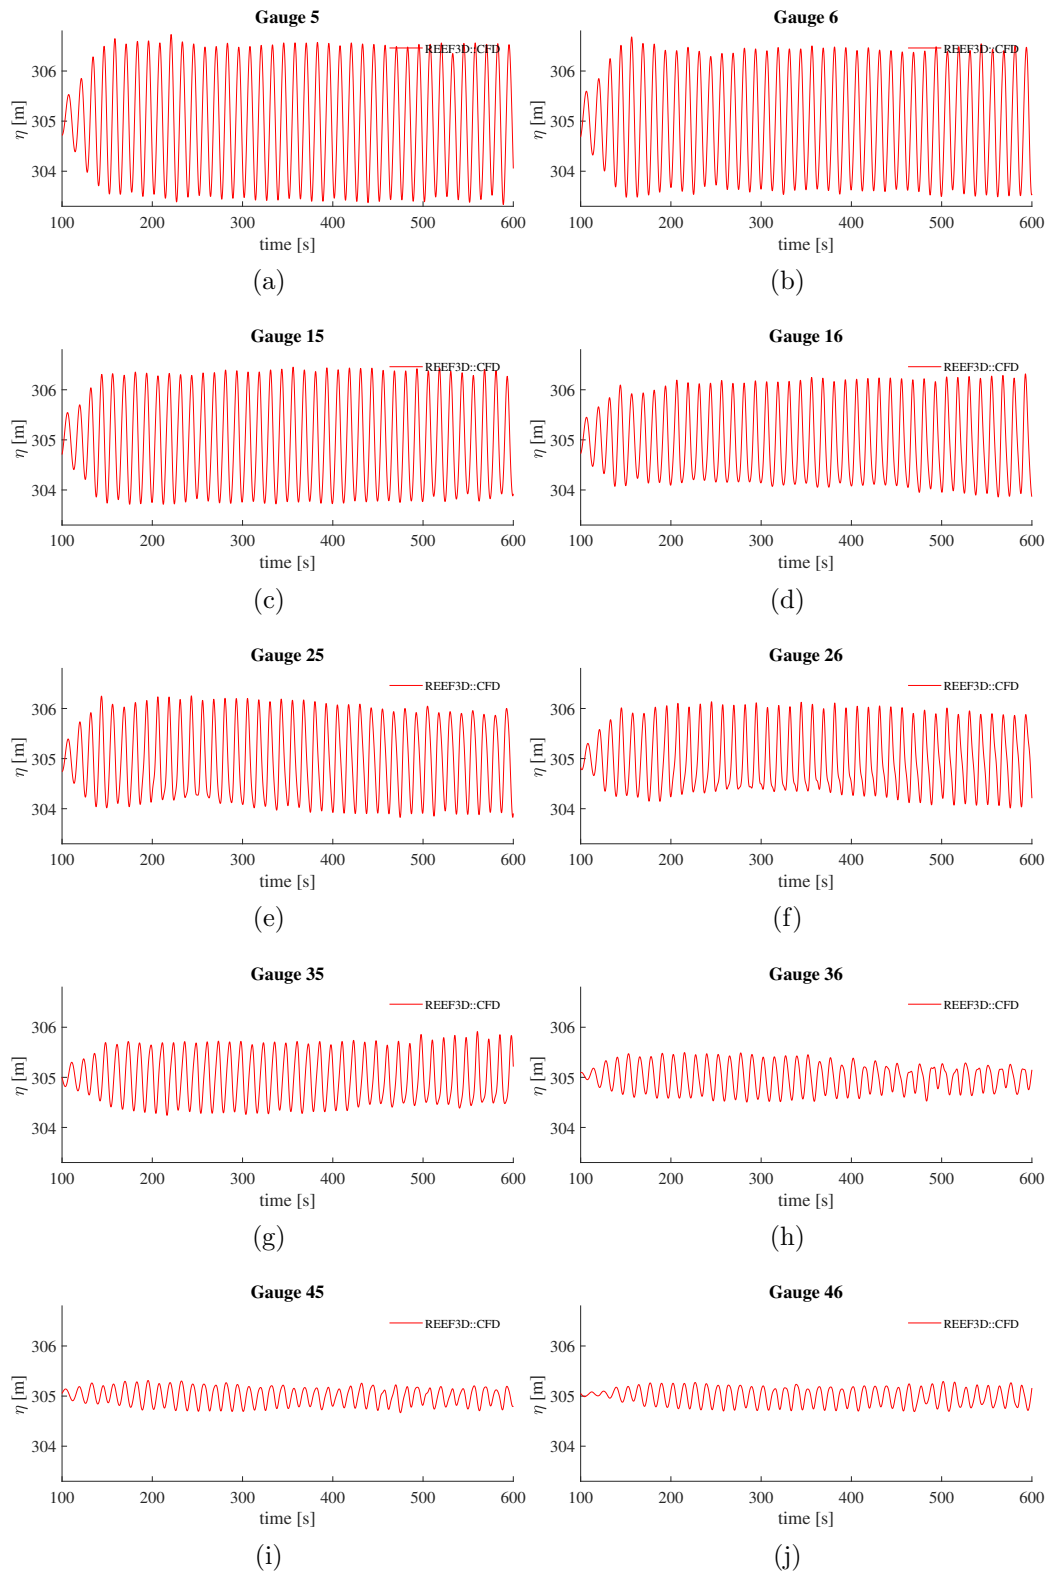 Gauge 5
REEF3D::CFD
306
305
304
η [m]
100 200 300 400 500 600
time [s]
(a)
Gauge 6
REEF3D::CFD
306
305
304
η [m]
100 200 300 400 500 600
time [s]
(b)
Gauge 15
REEF3D::CFD
306
305
304
η [m]
100 200 300 400 500 600
time [s]
(c)
Gauge 16
REEF3D::CFD
306
305
304
η [m]
100 200 300 400 500 600
time [s]
(d)
Gauge 25
REEF3D::CFD
306
305
304
η [m]
100 200 300 400 500 600
time [s]
(e)
Gauge 26
REEF3D::CFD
306
305
304
η [m]
100 200 300 400 500 600
time [s]
(f)
Gauge 35
REEF3D::CFD
306
305
304
η [m]
100 200 300 400 500 600
time [s]
(g)
Gauge 36
REEF3D::CFD
306
305
304
η [m]
100 200 300 400 500 600
time [s]
(h)
Gauge 45
REEF3D::CFD
306
305
304
η [m]
100 200 300 400 500 600
time [s]
(i)
Gauge 46
REEF3D::CFD
306
305
304
η [m]
100 200 300 400 500 600
time [s]
(j)